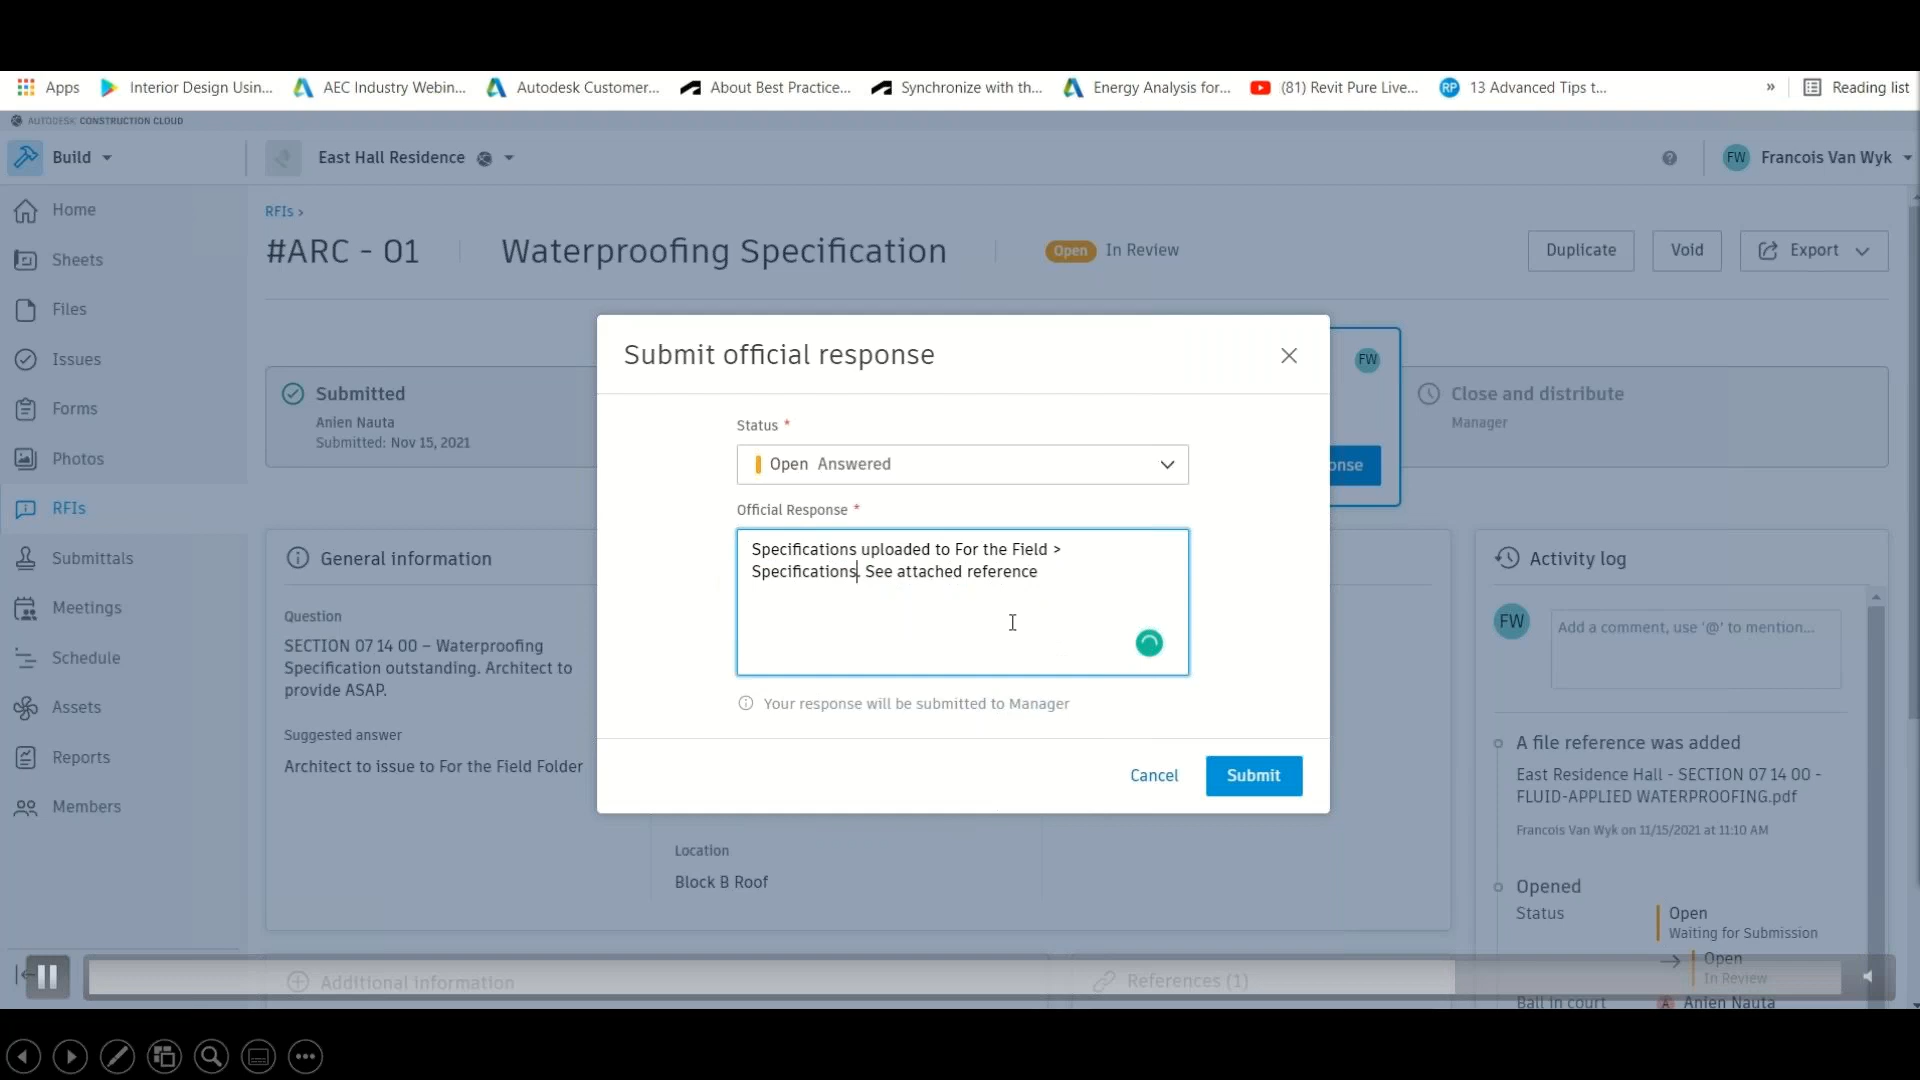 Apps
Interior Design Usin...
AEC Industry Webin...
Autodesk Customer...
About Best Practice...
Synchronize with th...
Energy Analysis for...
(81) Revit Pure Live...
RP
13 Advanced Tips t...
»
Reading list
AUTODESK CONSTRUCTION CLOUD
Build
East Hall Residence
FW
Francois Van Wyk
Home
Sheets
Files
Issues
Forms
Photos
RFIs
Submittals
Meetings
Schedule
Assets
Reports
Members
RFIs >
#ARC - 01
Waterproofing Specification
Open In Review
Duplicate
Void
Export
Submitted
Anien Nauta
Submitted: Nov 15, 2021
FW
onse
Close and distribute
Manager
Submit official response
Status *
Open Answered
Official Response *
Specifications uploaded to For the Field >
Specifications. See attached reference
Your response will be submitted to Manager
Cancel
Submit
General information
Question
SECTION 07 14 00 – Waterproofing
Specification outstanding. Architect to
provide ASAP.
Suggested answer
Architect to issue to For the Field Folder
Location
Block B Roof
Additional information
References (1)
Activity log
FW
Add a comment, use '@' to mention...
A file reference was added
East Residence Hall - SECTION 07 14 00 -
FLUID-APPLIED WATERPROOFING.pdf
Francois Van Wyk on 11/15/2021 at 11:10 AM
Opened
Status
Open
Waiting for Submission
Open
In Review
Ball in court
A
Anien Nauta